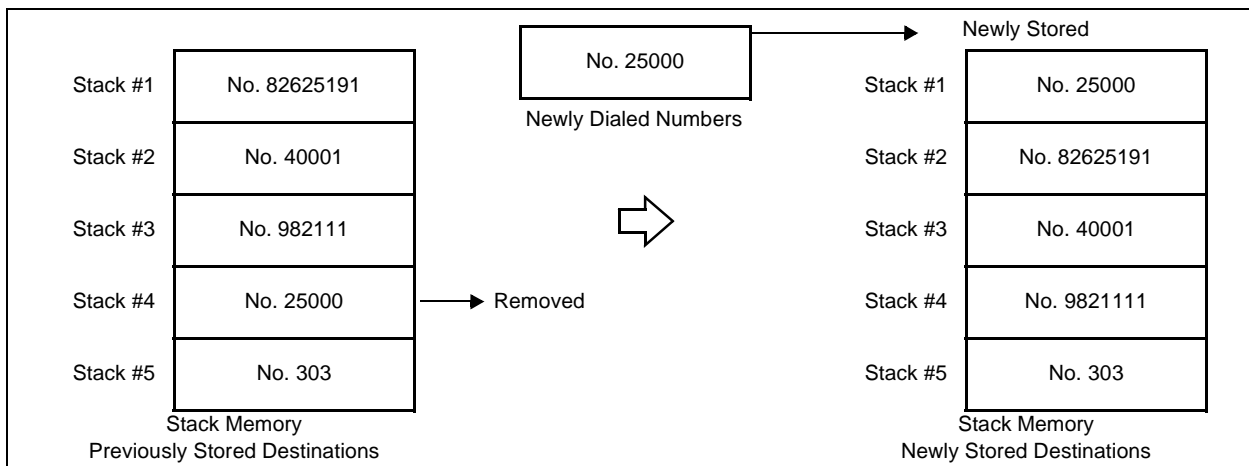 Stack #1
No. 82625191
Stack #2
No. 40001
Stack #3
No. 982111
Stack #4
No. 25000
Removed
Stack #5
No. 303
Stack Memory
Previously Stored Destinations
No. 25000
Newly Dialed Numbers
Newly Stored
Stack #1
No. 25000
Stack #2
No. 82625191
Stack #3
No. 40001
Stack #4
No. 9821111
Stack #5
No. 303
Stack Memory
Newly Stored Destinations